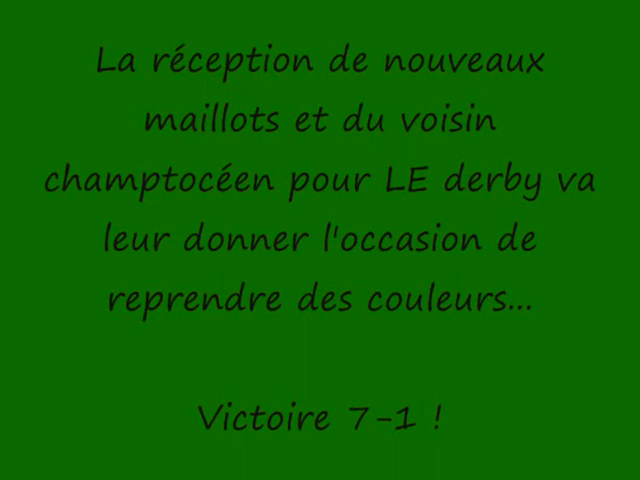 La réception de nouveaux
maillots et du voisin
champtocéen pour LE derby va
leur donner l'occasion de
reprendre des couleurs...
Victoire 7-1 !